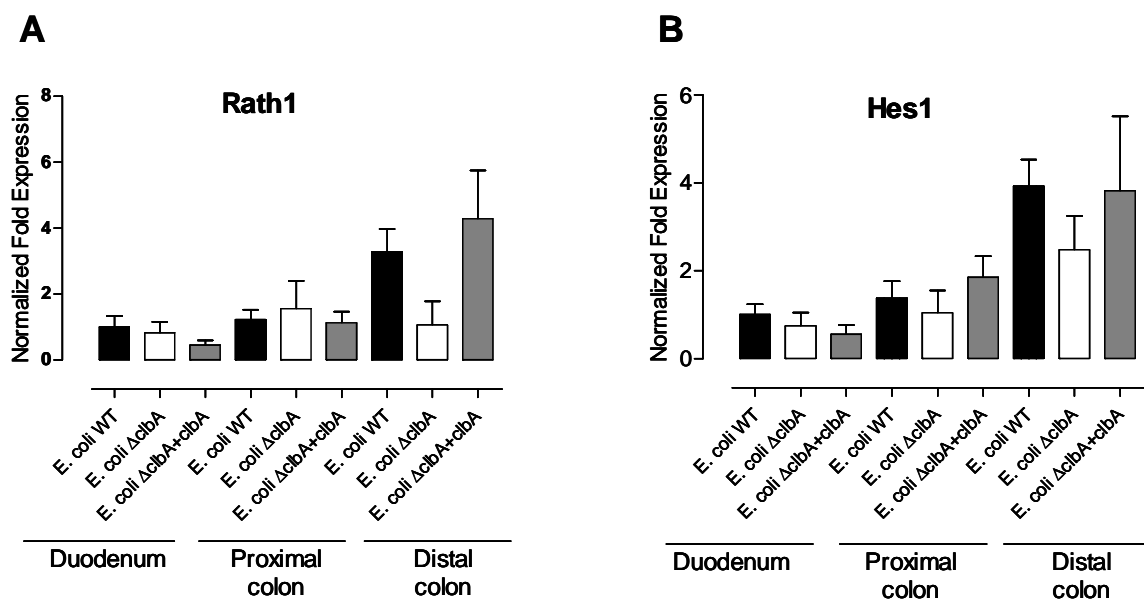 A
Rath1
Normalized Fold Expression
8
6
4
2
0
E. coli WT
E. coli ΔclbA
E. coli ΔclbA+clbA
E. coli WT
E. coli ΔclbA
E. coli ΔclbA+clbA
E. coli WT
E. coli ΔclbA
E. coli ΔclbA+clbA
Duodenum
Proximal
colon
Distal
colon
B
Hes1
Normalized Fold Expression
6
4
2
0
E. coli WT
E. coli ΔclbA
E. coli ΔclbA+clbA
E. coli WT
E. coli ΔclbA
E. coli ΔclbA+clbA
E. coli WT
E. coli ΔclbA
E. coli ΔclbA+clbA
Duodenum
Proximal
colon
Distal
colon